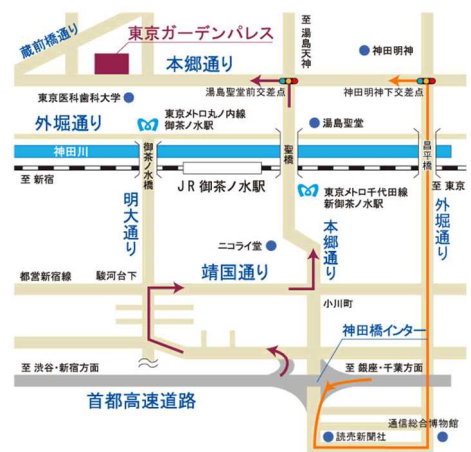 蔵前橋通り
東京ガーデンパレス
至 湯島天神
神田明神
本郷通り
湯島聖堂前交差点
神田明神下交差点
東京医科歯科大学
外堀通り
東京メトロ丸ノ内線
御茶ノ水駅
湯島聖堂
神田川
御茶ノ水橋
聖橋
昌平橋
至 新宿
JR 御茶ノ水駅
至 東京
東京メトロ千代田線
新御茶ノ水駅
明大通り
本郷通り
外堀通り
ニコライ堂
都営新宿線
駿河台下
靖国通り
小川町
神田橋インター
至 渋谷・新宿方面
至 銀座・千葉方面
首都高速道路
通信総合博物館
読売新聞社